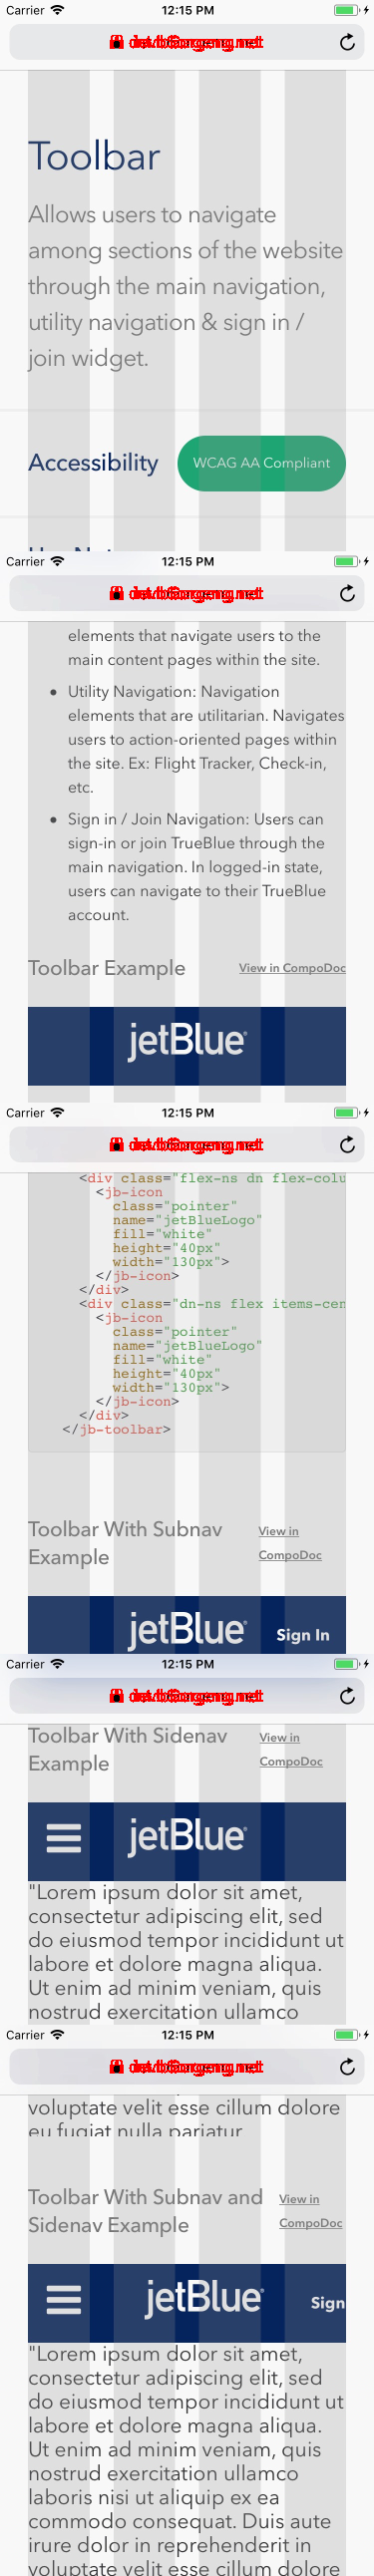 Carrier 12:15 PM
Toolbar
Allows users to navigate
among sections of the website
through the main navigation,
utility navigation & sign in /
join widget.
Accessibility WCAG AA Compliant
Carrier 12:15 PM
elements that navigate users to the
main content pages within the site.
• Utility Navigation: Navigation
elements that are utilitarian. Navigates
users to action-oriented pages within
the site. Ex: Flight Tracker, Check-in,
etc.
• Sign in / Join Navigation: Users can
sign-in or join TrueBlue through the
main navigation. In logged-in state,
users can navigate to their TrueBlue
account.
Toolbar Example View in CompoDoc
jetBlue
Carrier 12:15 PM
<div class="flex-ns dn flex-colu
<jb-icon
class="pointer"
name="jetBlueLogo"
fill="white"
height="40px"
width="130px">
</jb-icon>
</div>
<div class="dn-ns flex items-cen
<jb-icon
class="pointer"
name="jetBlueLogo"
fill="white"
height="40px"
width="130px">
</jb-icon>
</div>
</jb-toolbar>
Toolbar With Subnav View in
Example CompoDoc
jetBlue Sign In
Carrier 12:15 PM
Toolbar With Sidenav View in
Example CompoDoc
jetBlue
"Lorem ipsum dolor sit amet,
consectetur adipiscing elit, sed
do eiusmod tempor incididunt ut
labore et dolore magna aliqua.
Ut enim ad minim veniam, quis
nostrud exercitation ullamco
Carrier 12:15 PM
voluptate velit esse cillum dolore
eu fugiat nulla pariatur
Toolbar With Subnav and View in
Sidenav Example CompoDoc
jetBlue Sign
"Lorem ipsum dolor sit amet,
consectetur adipiscing elit, sed
do eiusmod tempor incididunt ut
labore et dolore magna aliqua.
Ut enim ad minim veniam, quis
nostrud exercitation ullamco
laboris nisi ut aliquip ex ea
commodo consequat. Duis aute
irure dolor in reprehenderit in
voluptate velit esse cillum dolore